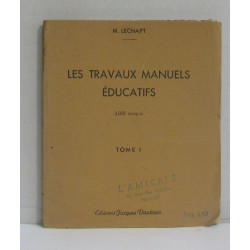 M. LECHAPT
LES TRAVAUX MANUELS
ÉDUCATIFS
TOME I
L'AMICALE
Éditions Jacques Vautrain